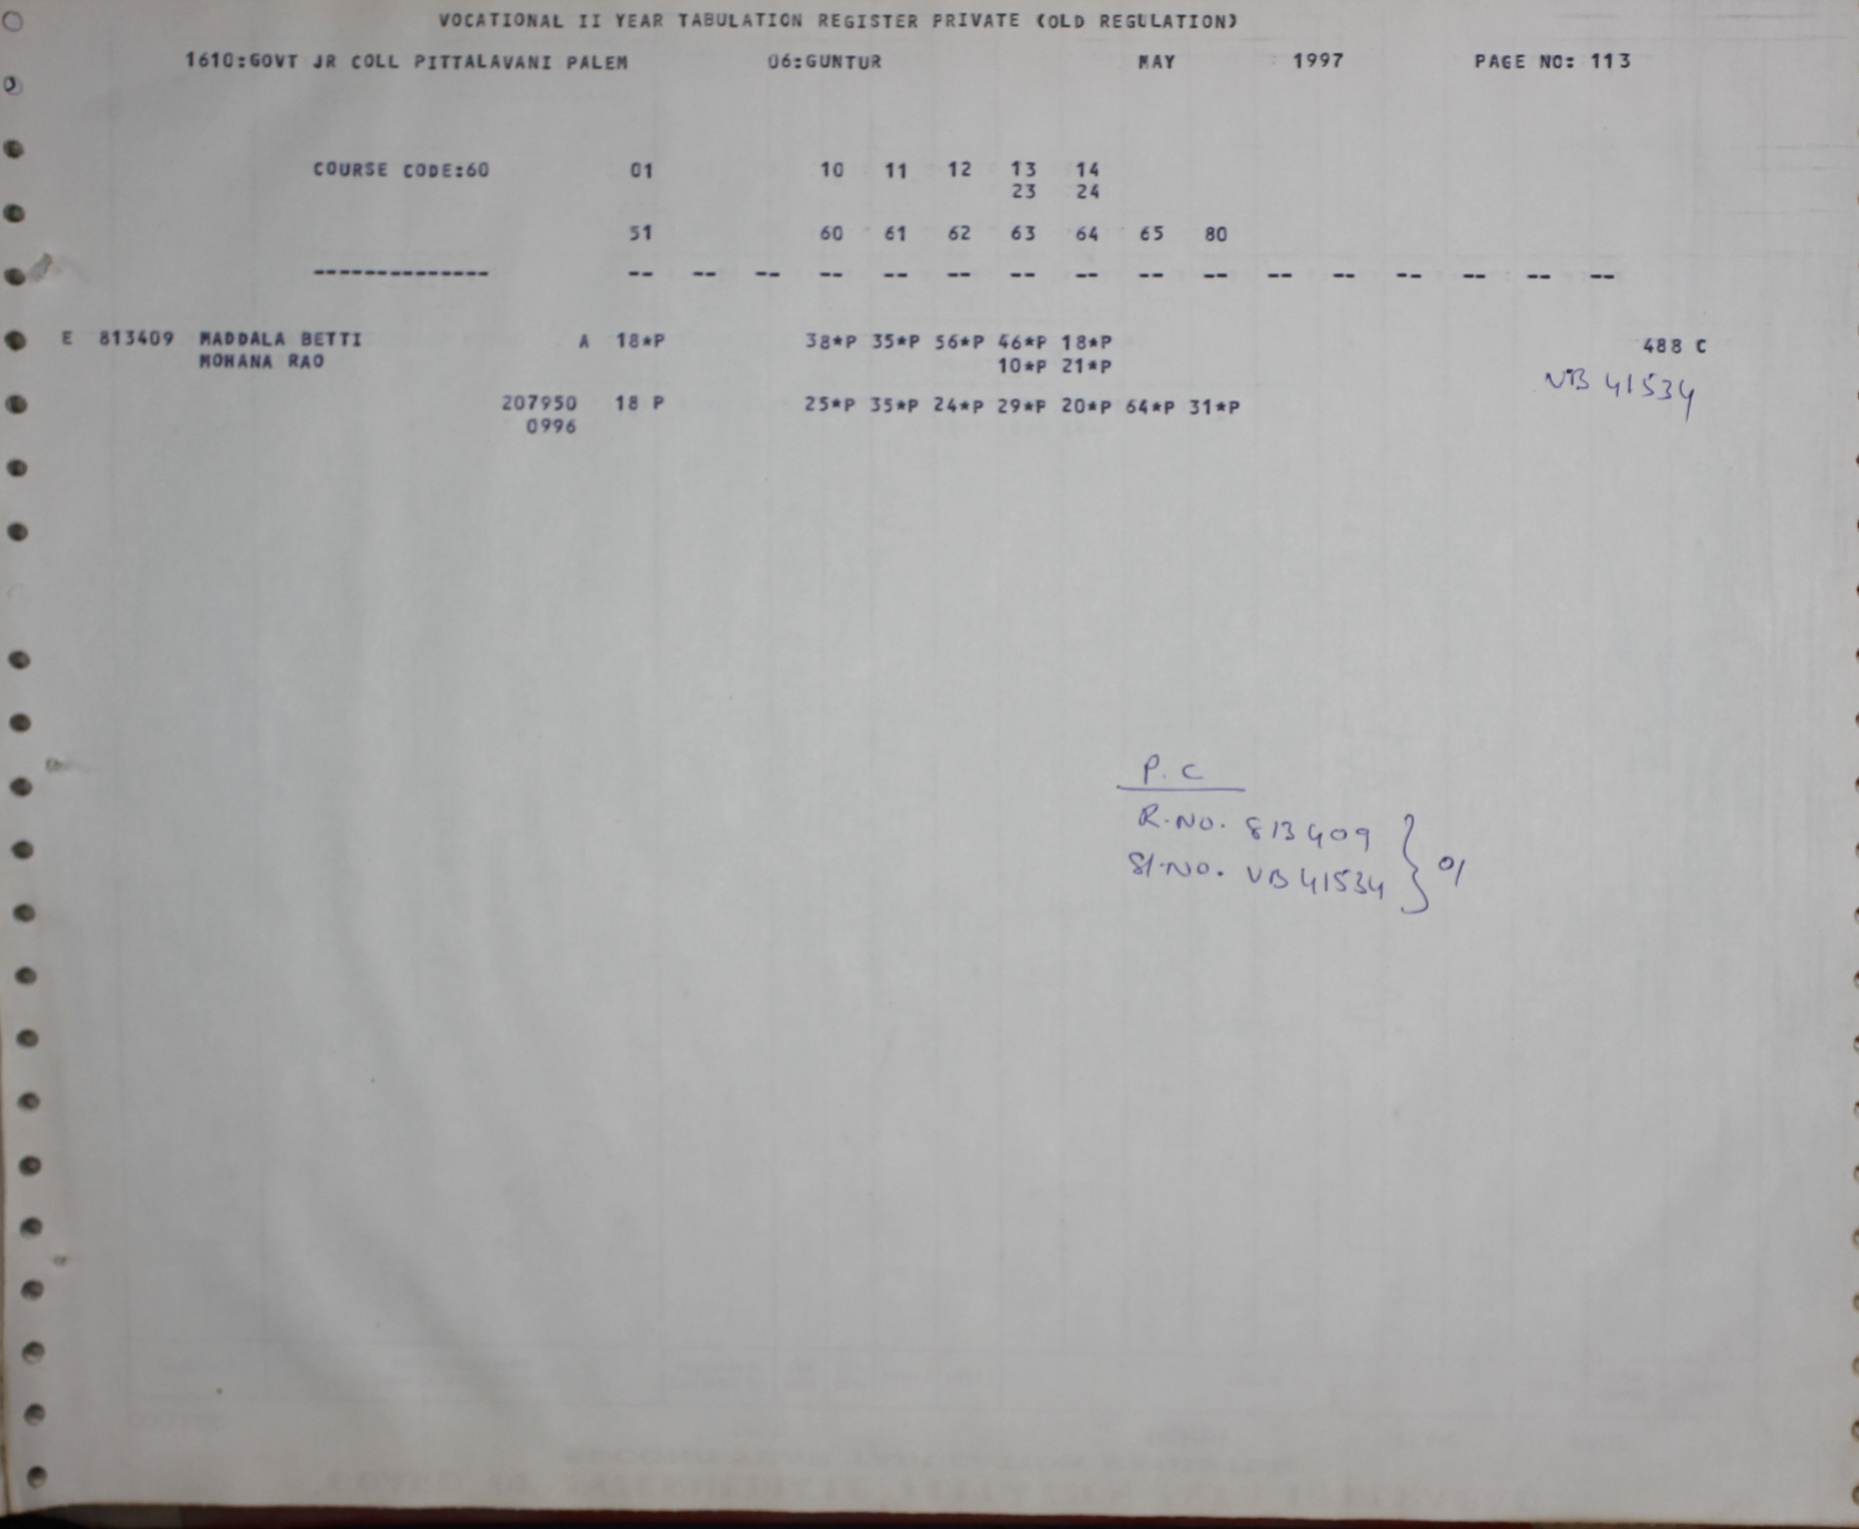 VOCATIONAL II YEAR TABULATION REGISTER PRIVATE (OLD REGULATION)
1610:GOVT JR COLL PITTALAVANI PALEM 06:GUNTUR MAY 1997 PAGE NO: 113
COURSE CODE:60 01 10 11 12 13 14
23 24
51 60 61 62 63 64 65 80
-------------- -- -- -- -- -- -- -- -- -- -- -- -- -- -- -- --
E 813409 MADDALA BETTI A 18*P 38*P 35*P 56*P 46*P 18*P 488 C
MOHANA RAO 10*P 21*P
VB 41534
207950 18 P 25*P 35*P 24*P 29*P 20*P 64*P 31*P
0996
P.C
R.NO. 813409
Sl.NO. VB 41534 } 01